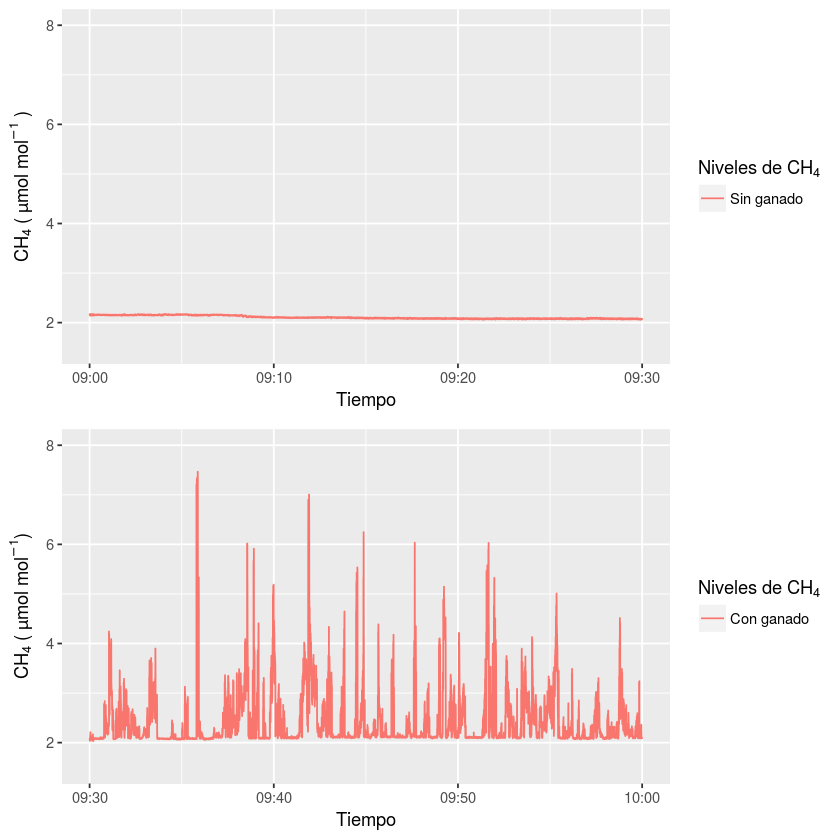 8
6
4
2
CH₄ ( μmol mol⁻¹ )
09:00 09:10 09:20 09:30
Tiempo
Niveles de CH₄
Sin ganado
8
6
4
2
CH₄ ( μmol mol⁻¹)
09:30 09:40 09:50 10:00
Tiempo
Niveles de CH₄
Con ganado